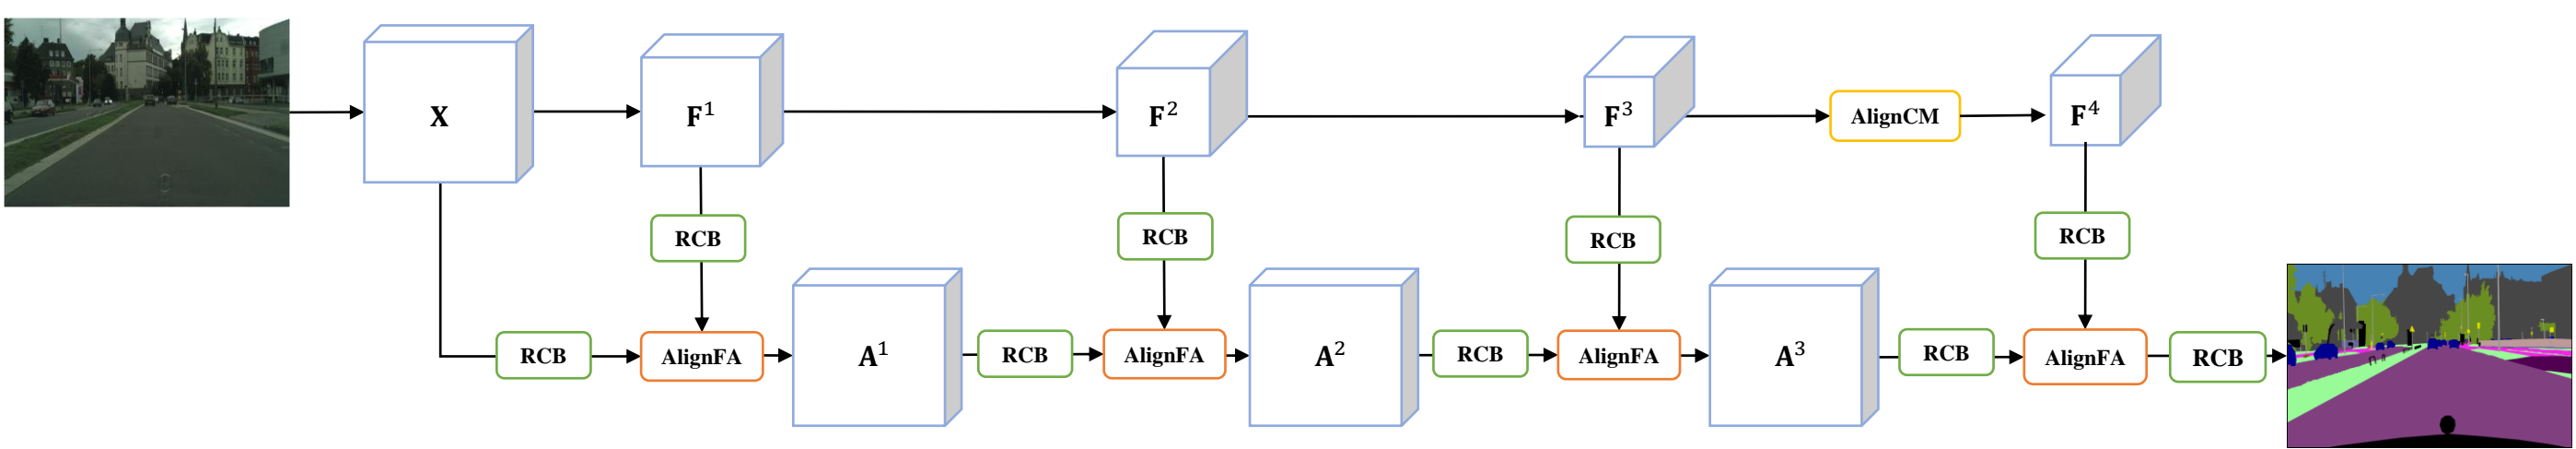 X
F¹
F²
F³
AlignCM
F⁴
RCB
RCB
RCB
RCB
RCB
AlignFA
A¹
RCB
AlignFA
A²
RCB
AlignFA
A³
RCB
AlignFA
RCB